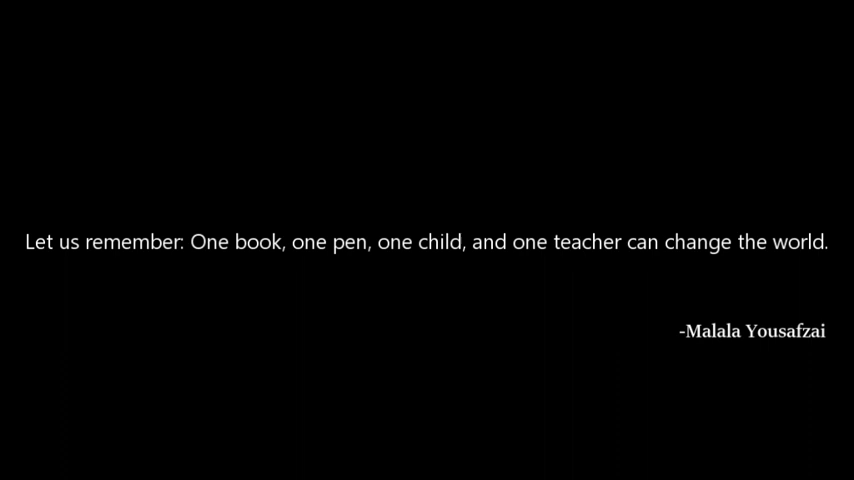 Let us remember: One book, one pen, one child, and one teacher can change the world.
-Malala Yousafzai